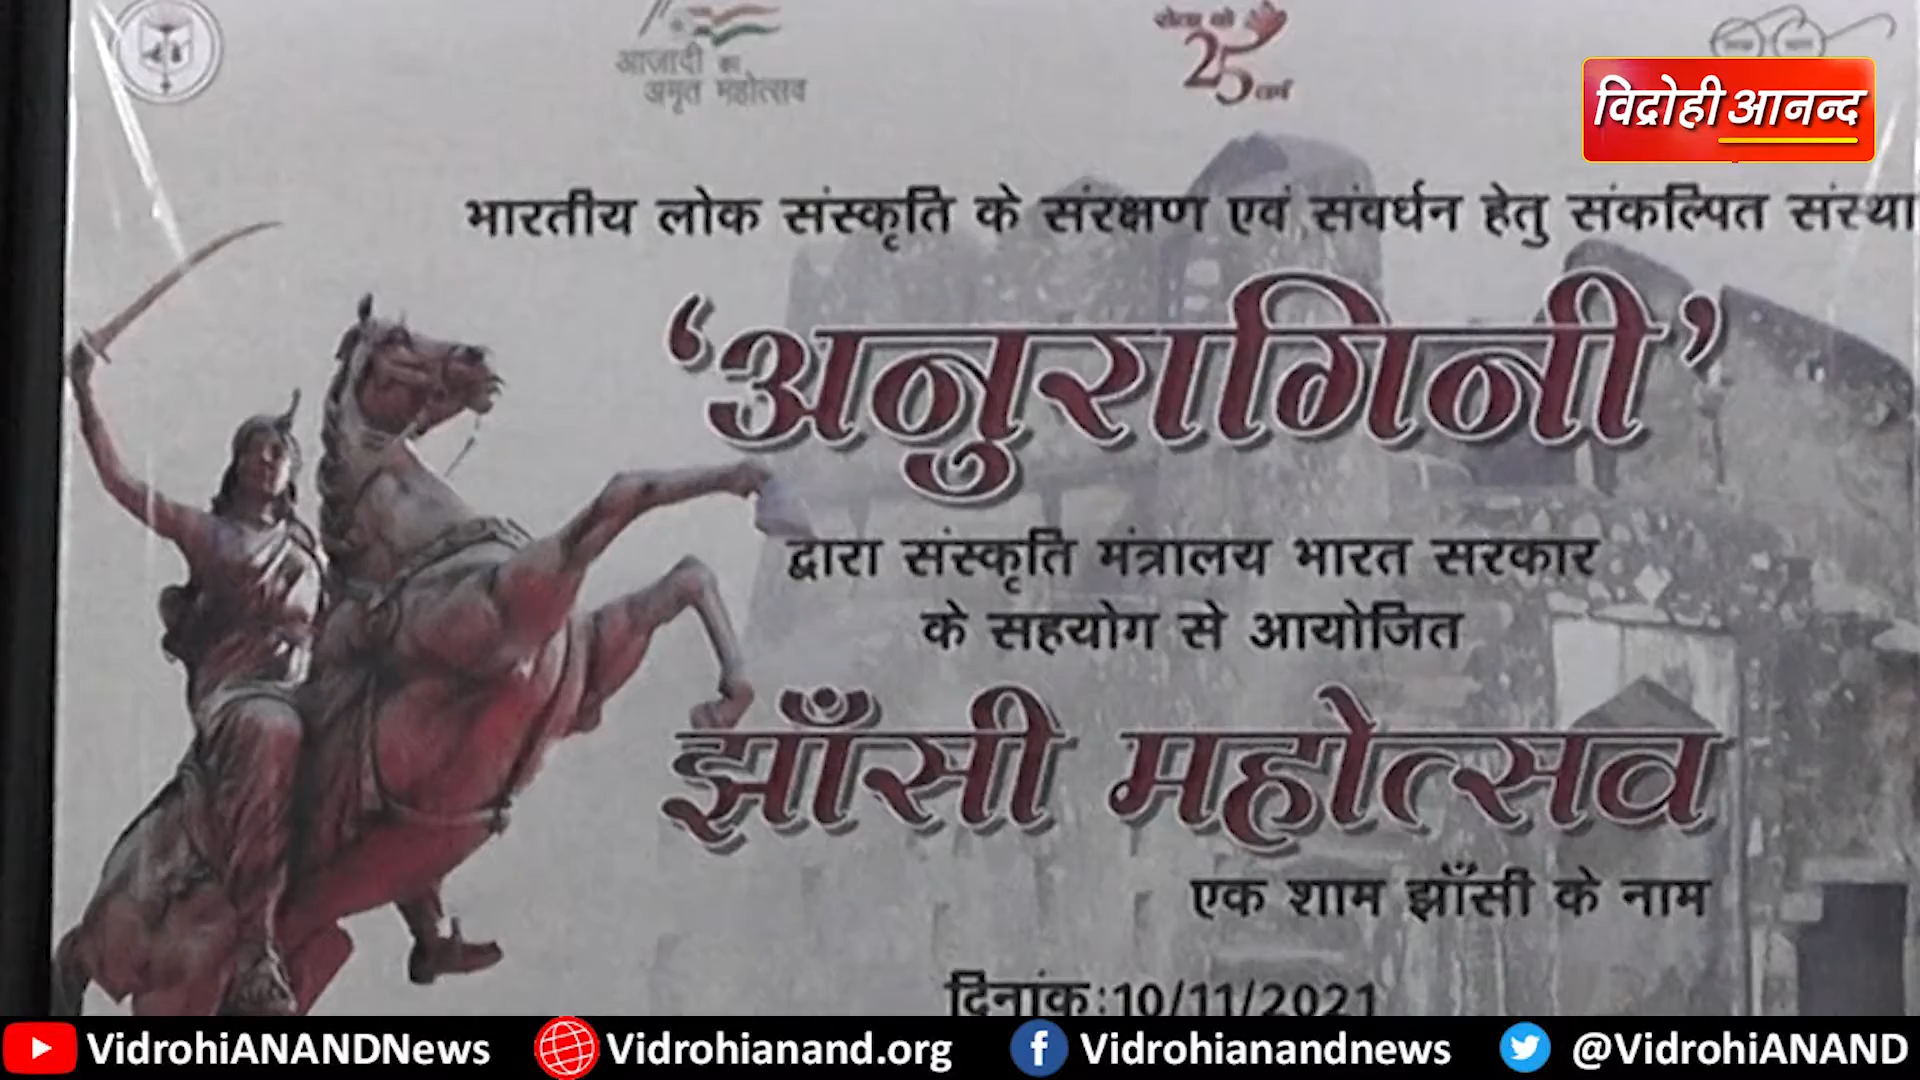 आजादी का
अमृत महोत्सव
सेवा के
25 वर्ष
विद्रोही आनन्द
भारतीय लोक संस्कृति के संरक्षण एवं संवर्धन हेतु संकल्पित संस्था
‘अनुरागिनी’
द्वारा संस्कृति मंत्रालय भारत सरकार
के सहयोग से आयोजित
झाँसी महोत्सव
एक शाम झाँसी के नाम
दिनांक:10/11/2021
VidrohiANANDNews Vidrohianand.org Vidrohianandnews @VidrohiANAND